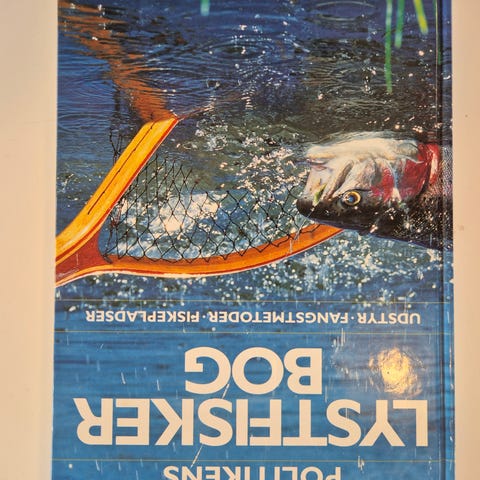 POLITIKENS
LYSTFISKER
BOG
UDSTYR · FANGSTMETODER · FISKEPLADSER